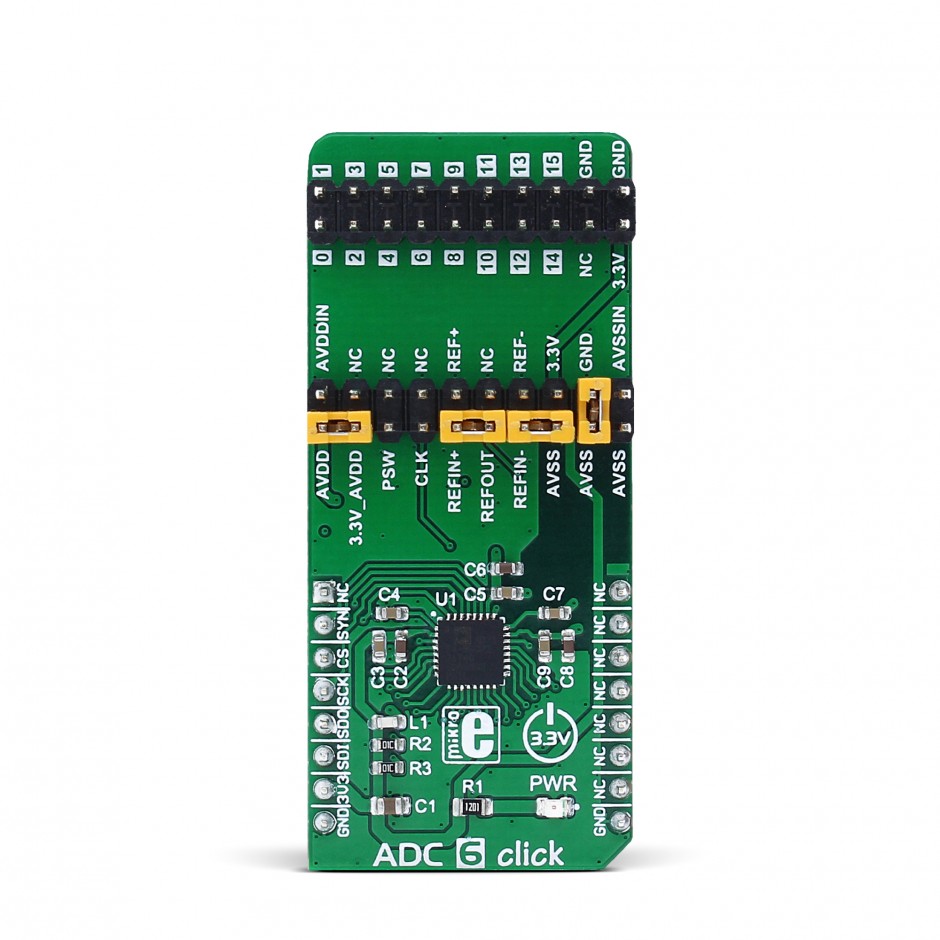 1 3 5 7 9 11 13 15 GND GND
0 2 4 6 8 10 12 14 NC 3.3V
AVDDIN NC NC NC REF+ NC REF- 3.3V GND AVSSIN
AVDD 3.3V_AVDD PSW CLK REFIN+ REFOUT REFIN- AVSS AVSS AVSS
C6
C5
U1
C4
C7
C3
C2
C9
C8
NC
SYN
CS
SCK
SDO
SDI
3V3
GND
NC
NC
NC
NC
NC
NC
NC
GND
L1
R2
01C
R3
01C
C1
R1
1201
mikro
e
3.3V
PWR
ADC 6 click